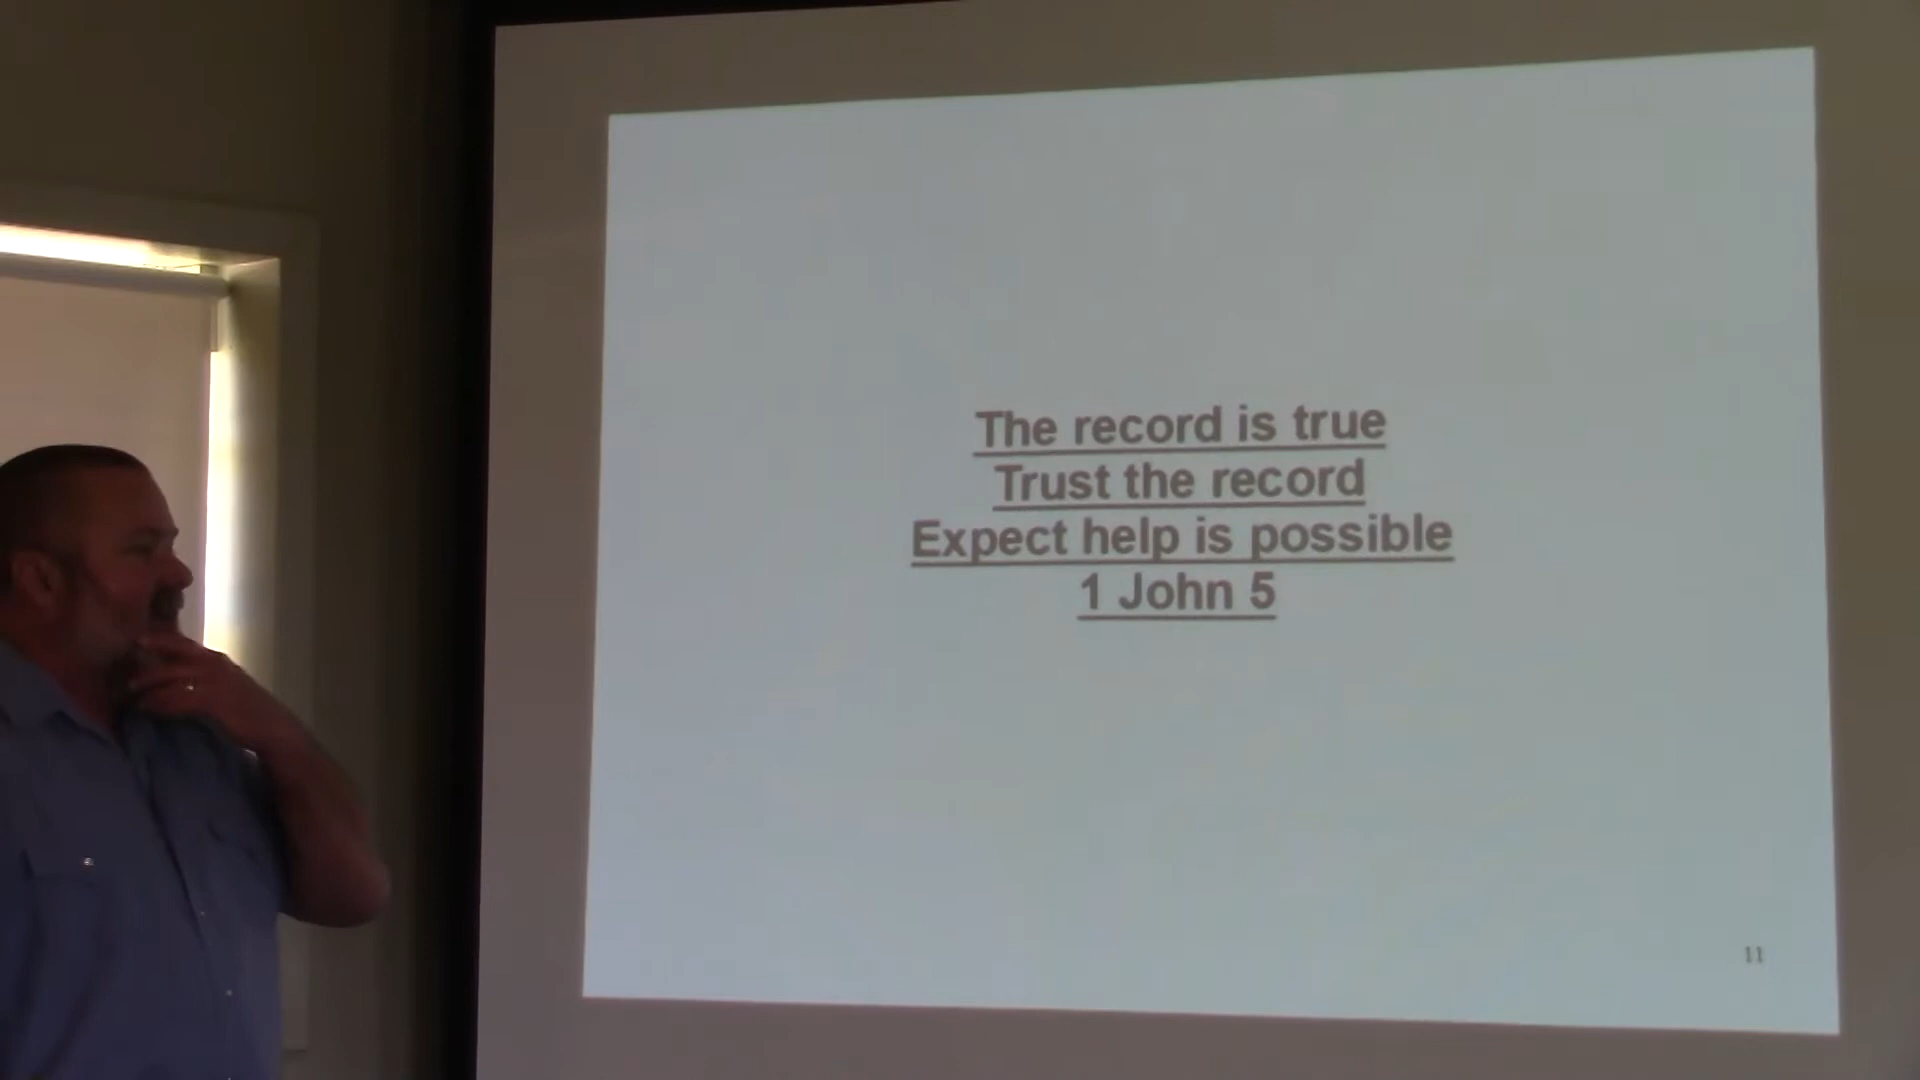 The record is true
Trust the record
Expect help is possible
1 John 5
11